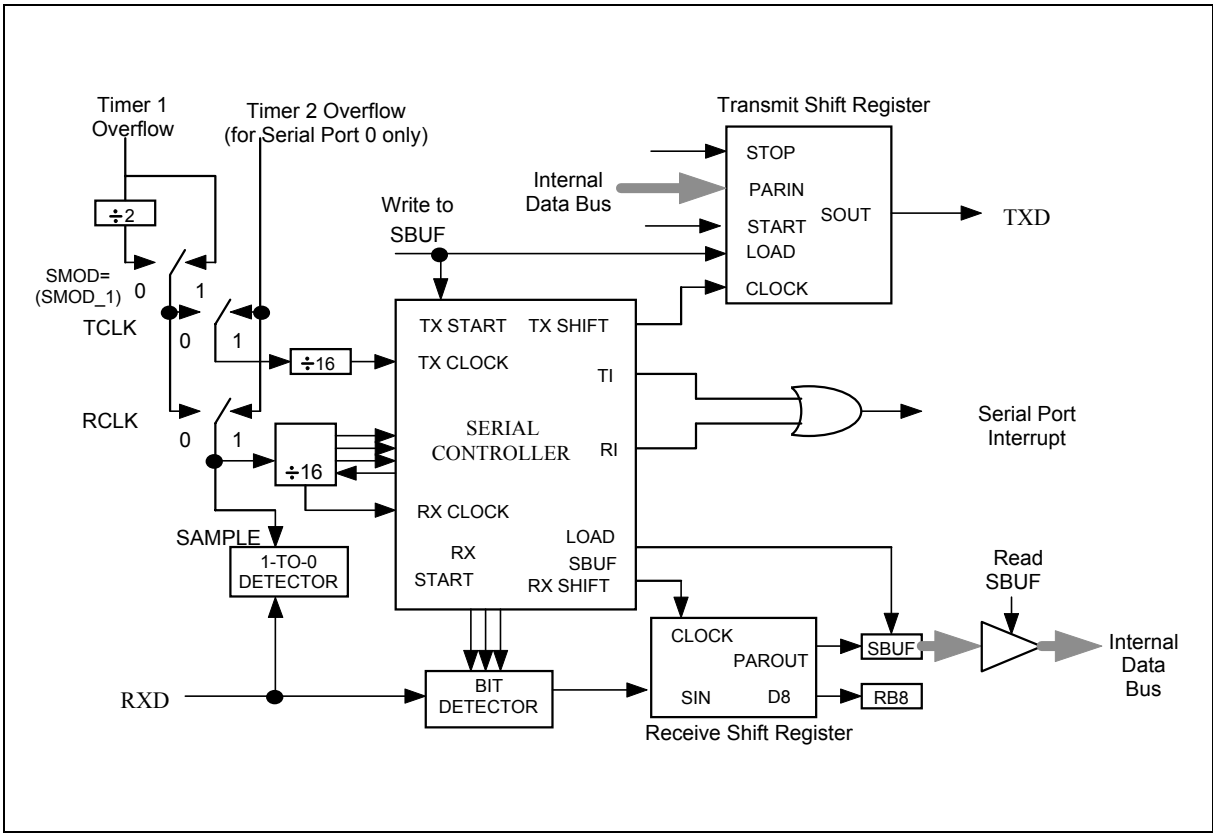 Timer 1
Overflow
Timer 2 Overflow
(for Serial Port 0 only)
Transmit Shift Register
STOP
Internal
Data Bus
PARIN
SOUT
TXD
START
LOAD
CLOCK
÷2
Write to
SBUF
SMOD=
(SMOD_1)
0
1
TCLK
0
1
÷16
TX START
TX SHIFT
TX CLOCK
TI
SERIAL
CONTROLLER
RI
Serial Port
Interrupt
RCLK
0
1
÷16
RX CLOCK
SAMPLE
1-TO-0
DETECTOR
RX
START
LOAD
SBUF
RX SHIFT
Read
SBUF
CLOCK
PAROUT
SBUF
Internal
Data
Bus
RXD
BIT
DETECTOR
SIN
D8
RB8
Receive Shift Register